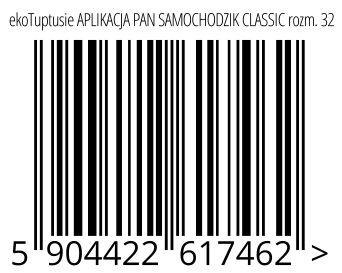 ekoTuptusie APLIKACJA PAN SAMOCHODZIK CLASSIC rozm. 32
5 904422 617462 >